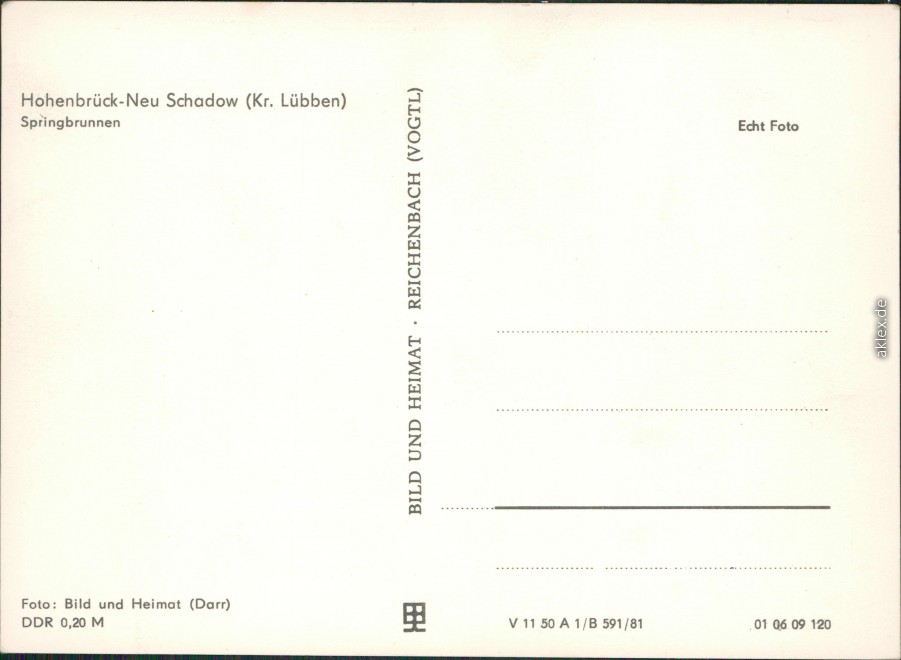 Hohenbrück-Neu Schadow (Kr. Lübben)
Springbrunnen
Foto: Bild und Heimat (Darr)
DDR 0,20 M
BILD UND HEIMAT · REICHENBACH (VOGTL)
Echt Foto
V 11 50 A 1/B 591/81
01 06 09 120
aklex.de